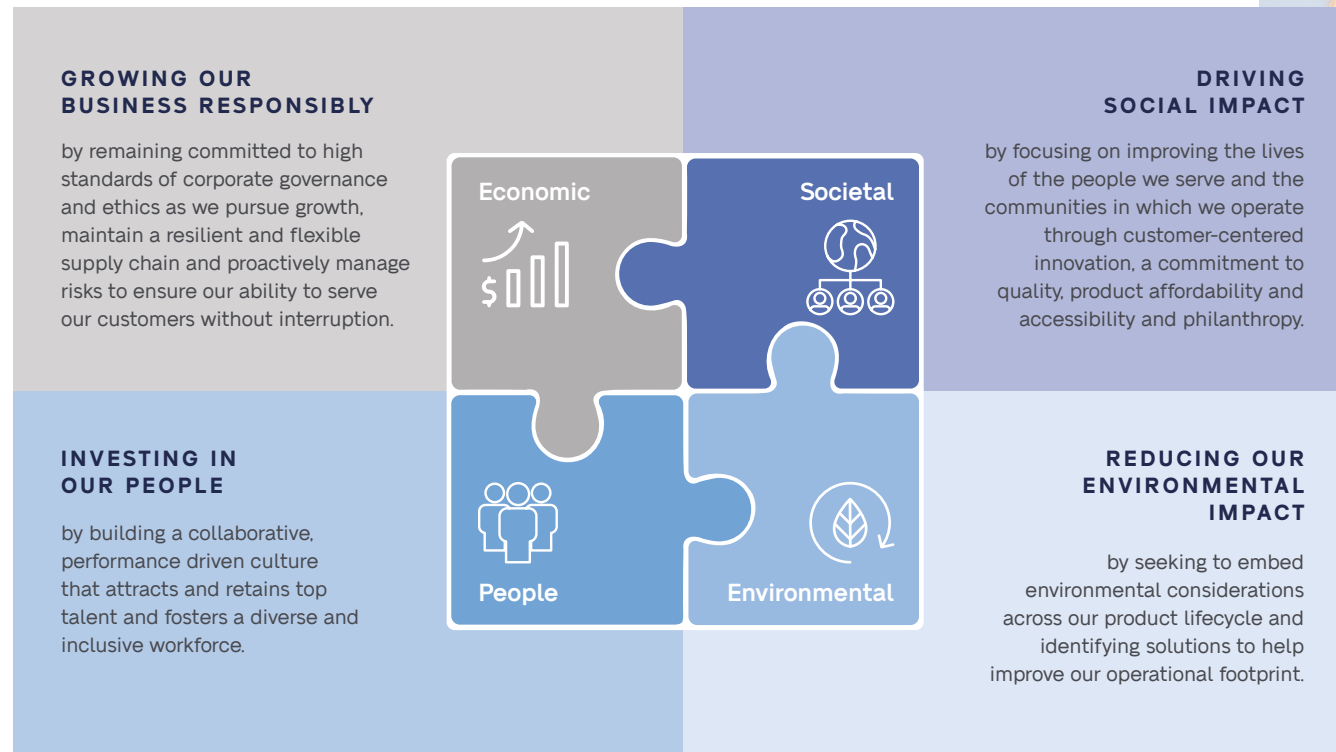 GROWING OUR
BUSINESS RESPONSIBLY
by remaining committed to high
standards of corporate governance
and ethics as we pursue growth,
maintain a resilient and flexible
supply chain and proactively manage
risks to ensure our ability to serve
our customers without interruption.
DRIVING
SOCIAL IMPACT
by focusing on improving the lives
of the people we serve and the
communities in which we operate
through customer-centered
innovation, a commitment to
quality, product affordability and
accessibility and philanthropy.
Economic
$
Societal
INVESTING IN
OUR PEOPLE
by building a collaborative,
performance driven culture
that attracts and retains top
talent and fosters a diverse and
inclusive workforce.
People
Environmental
REDUCING OUR
ENVIRONMENTAL
IMPACT
by seeking to embed
environmental considerations
across our product lifecycle and
identifying solutions to help
improve our operational footprint.